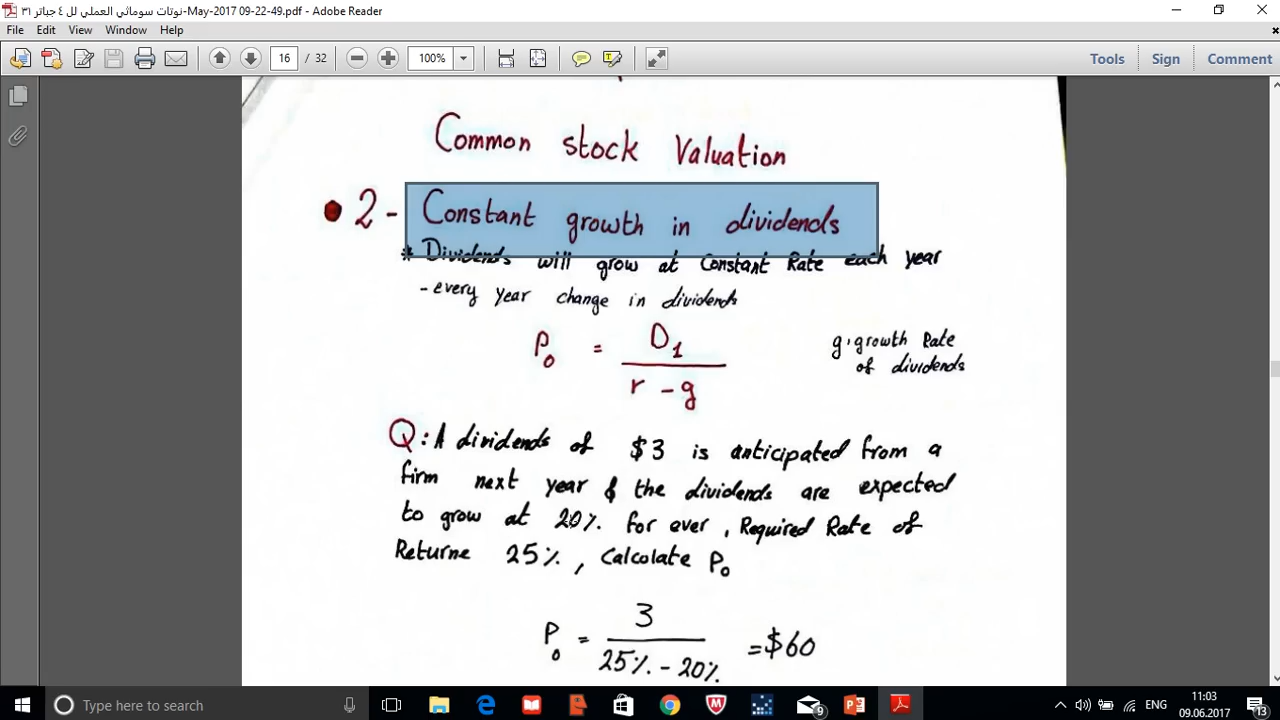 نوتات سوماثي العملي لل ٤ جباتر ٣١-May-2017 09-22-49.pdf - Adobe Reader
File Edit View Window Help
16 / 32 100% Tools Sign Comment
Common stock Valuation
2 - Constant growth in dividends
* Dividends will grow at Constant Rate each year
- every year change in dividends
P0 = D1 / r - g
g: growth Rate
of dividends
Q: A dividends of $3 is anticipated from a
firm next year & the dividends are expected
to grow at 20% for ever, Required Rate of
Returne 25%, Calculate P0
P0 = 3 / 25% - 20% = $60
Type here to search
9
ENG
11:03
09.06.2017
13